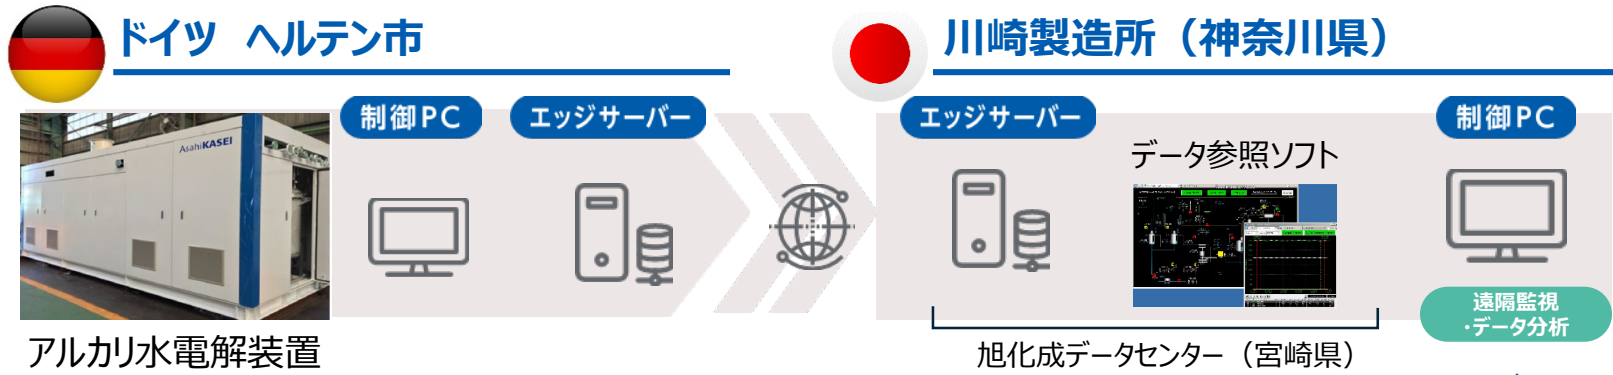 ドイツ ヘルテン市
川崎製造所（神奈川県）
制御PC
エッジサーバー
エッジサーバー
制御PC
AsahiKASEI
データ参照ソフト
遠隔監視
・データ分析
アルカリ水電解装置
旭化成データセンター（宮崎県）